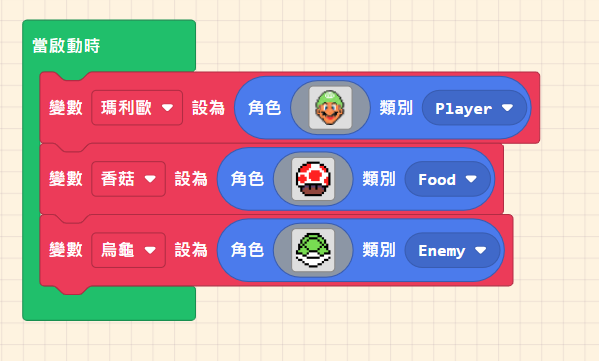 當啟動時
變數 瑪利歐 設為 角色 類別 Player
變數 香菇 設為 角色 類別 Food
變數 烏龜 設為 角色 類別 Enemy